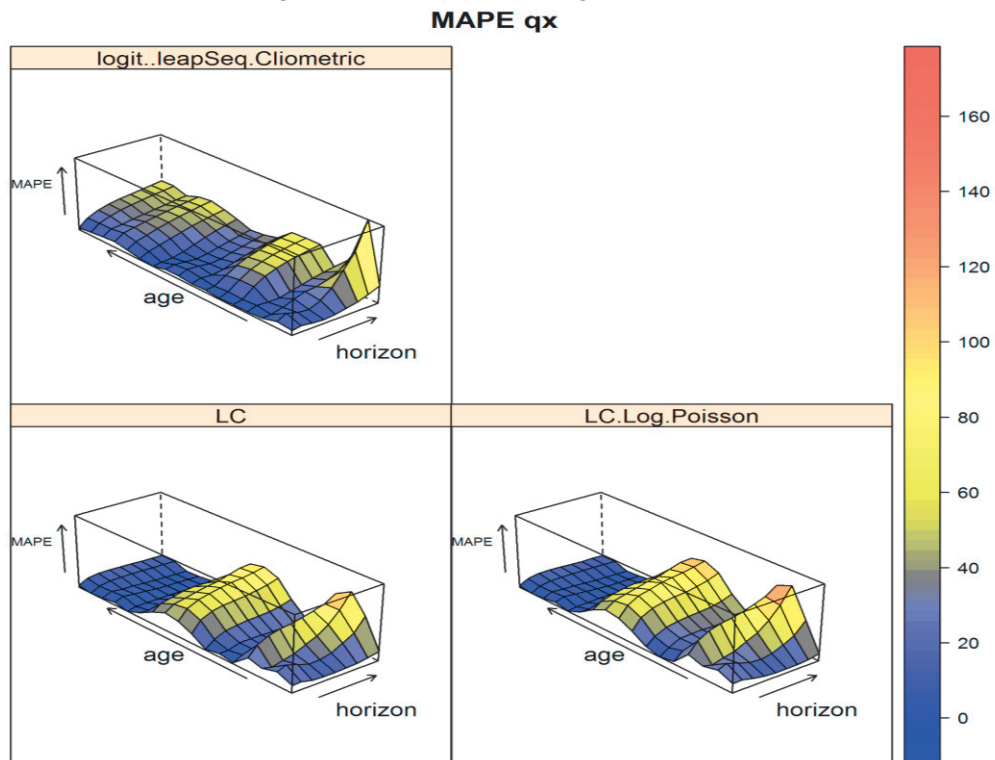 MAPE qx
logit..leapSeq.Cliometric
MAPE
age
horizon
LC
MAPE
age
horizon
LC.Log.Poisson
MAPE
age
horizon
160
140
120
100
80
60
40
20
0